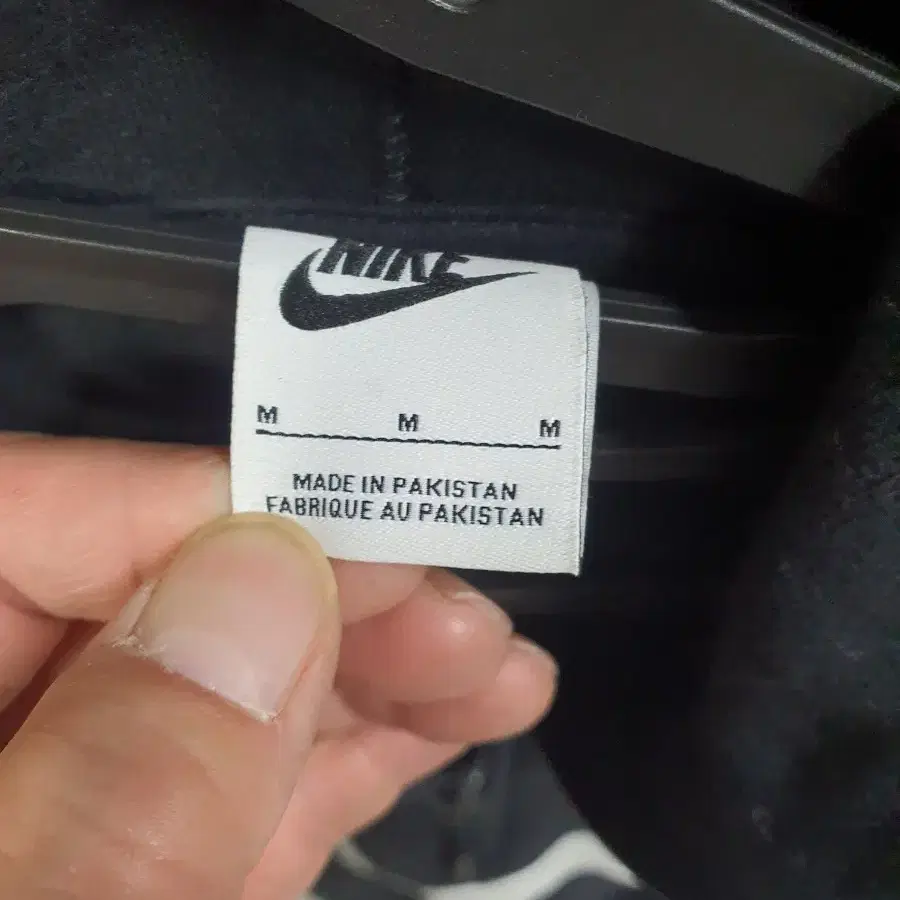 NIKE
M M M
MADE IN PAKISTAN
FABRIQUE AU PAKISTAN